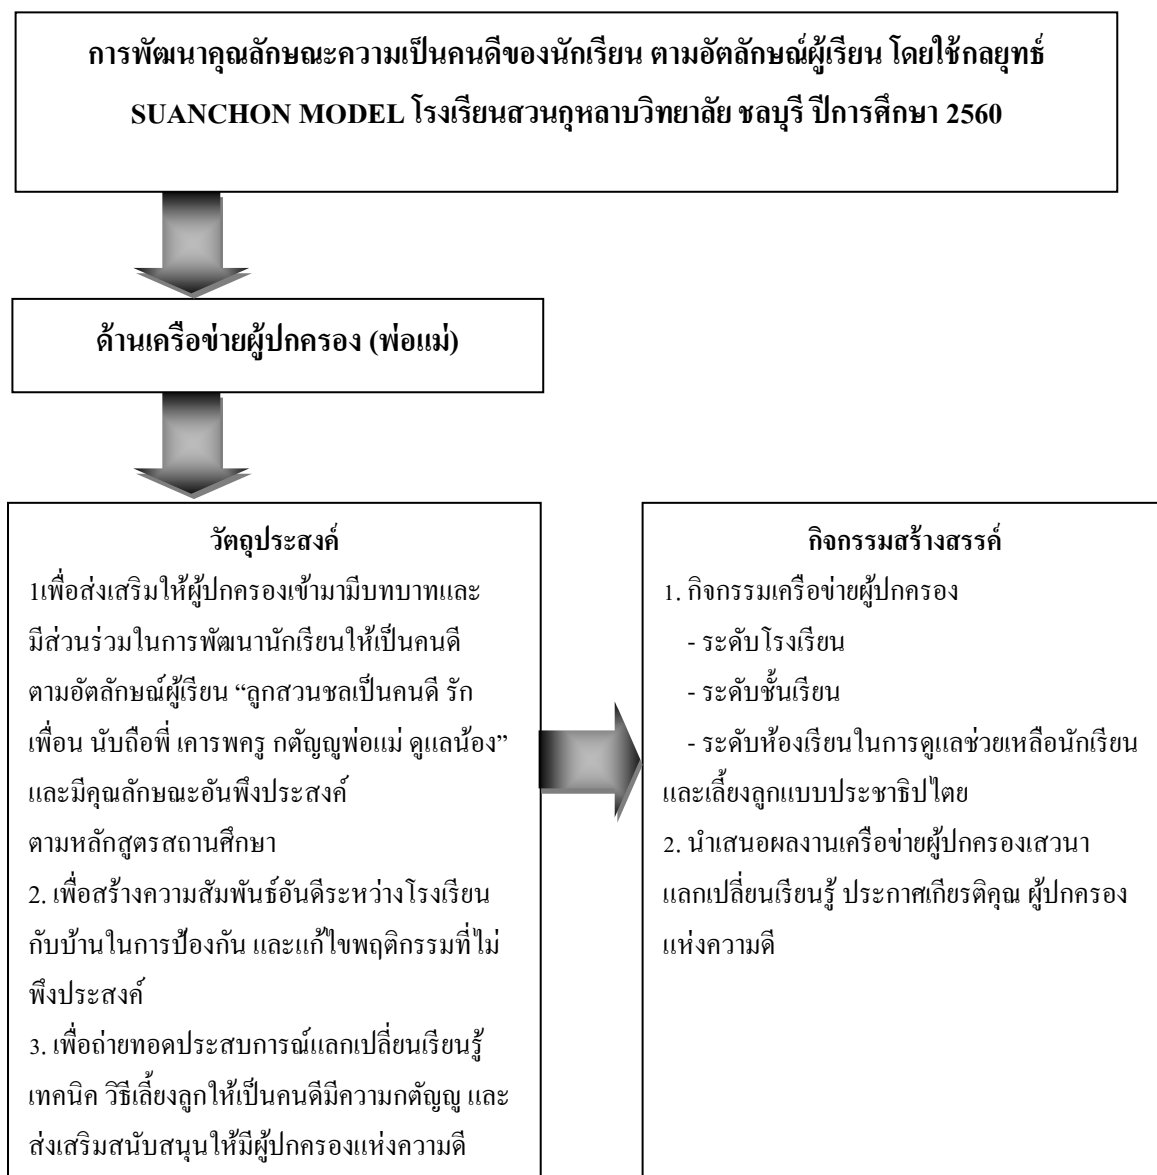 การพัฒนาคุณลักษณะความเป็นคนดีของนักเรียน ตามอัตลักษณ์ผู้เรียน โดยใช้กลยุทธ์
SUANCHON MODEL โรงเรียนสวนกุหลาบวิทยาลัย ชลบุรี ปีการศึกษา 2560
ด้านเครือข่ายผู้ปกครอง (พ่อแม่)
วัตถุประสงค์
1เพื่อส่งเสริมให้ผู้ปกครองเข้ามามีบทบาทและ
มีส่วนร่วมในการพัฒนานักเรียนให้เป็นคนดี
ตามอัตลักษณ์ผู้เรียน “ลูกสวนชลเป็นคนดี รัก
เพื่อน นับถือพี่ เคารพครู กตัญญูพ่อแม่ ดูแลน้อง”
และมีคุณลักษณะอันพึงประสงค์
ตามหลักสูตรสถานศึกษา
2. เพื่อสร้างความสัมพันธ์อันดีระหว่างโรงเรียน
กับบ้านในการป้องกัน และแก้ไขพฤติกรรมที่ไม่
พึงประสงค์
3. เพื่อถ่ายทอดประสบการณ์แลกเปลี่ยนเรียนรู้
เทคนิค วิธีเลี้ยงลูกให้เป็นคนดีมีความกตัญญู และ
ส่งเสริมสนับสนุนให้มีผู้ปกครองแห่งความดี
กิจกรรมสร้างสรรค์
1. กิจกรรมเครือข่ายผู้ปกครอง
- ระดับโรงเรียน
- ระดับชั้นเรียน
- ระดับห้องเรียนในการดูแลช่วยเหลือนักเรียน
และเลี้ยงลูกแบบประชาธิปไตย
2. นำเสนอผลงานเครือข่ายผู้ปกครองเสวนา
แลกเปลี่ยนเรียนรู้ ประกาศเกียรติคุณ ผู้ปกครอง
แห่งความดี